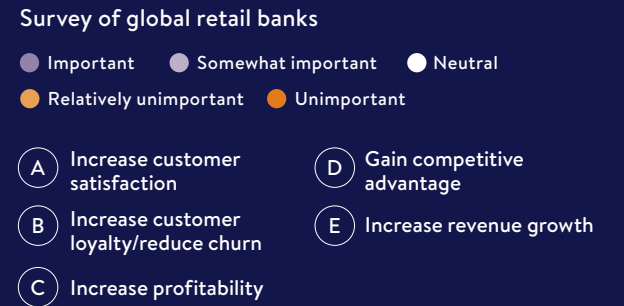 Survey of global retail banks
Important
Somewhat important
Neutral
Relatively unimportant
Unimportant
A
Increase customer
satisfaction
B
Increase customer
loyalty/reduce churn
C
Increase profitability
D
Gain competitive
advantage
E
Increase revenue growth